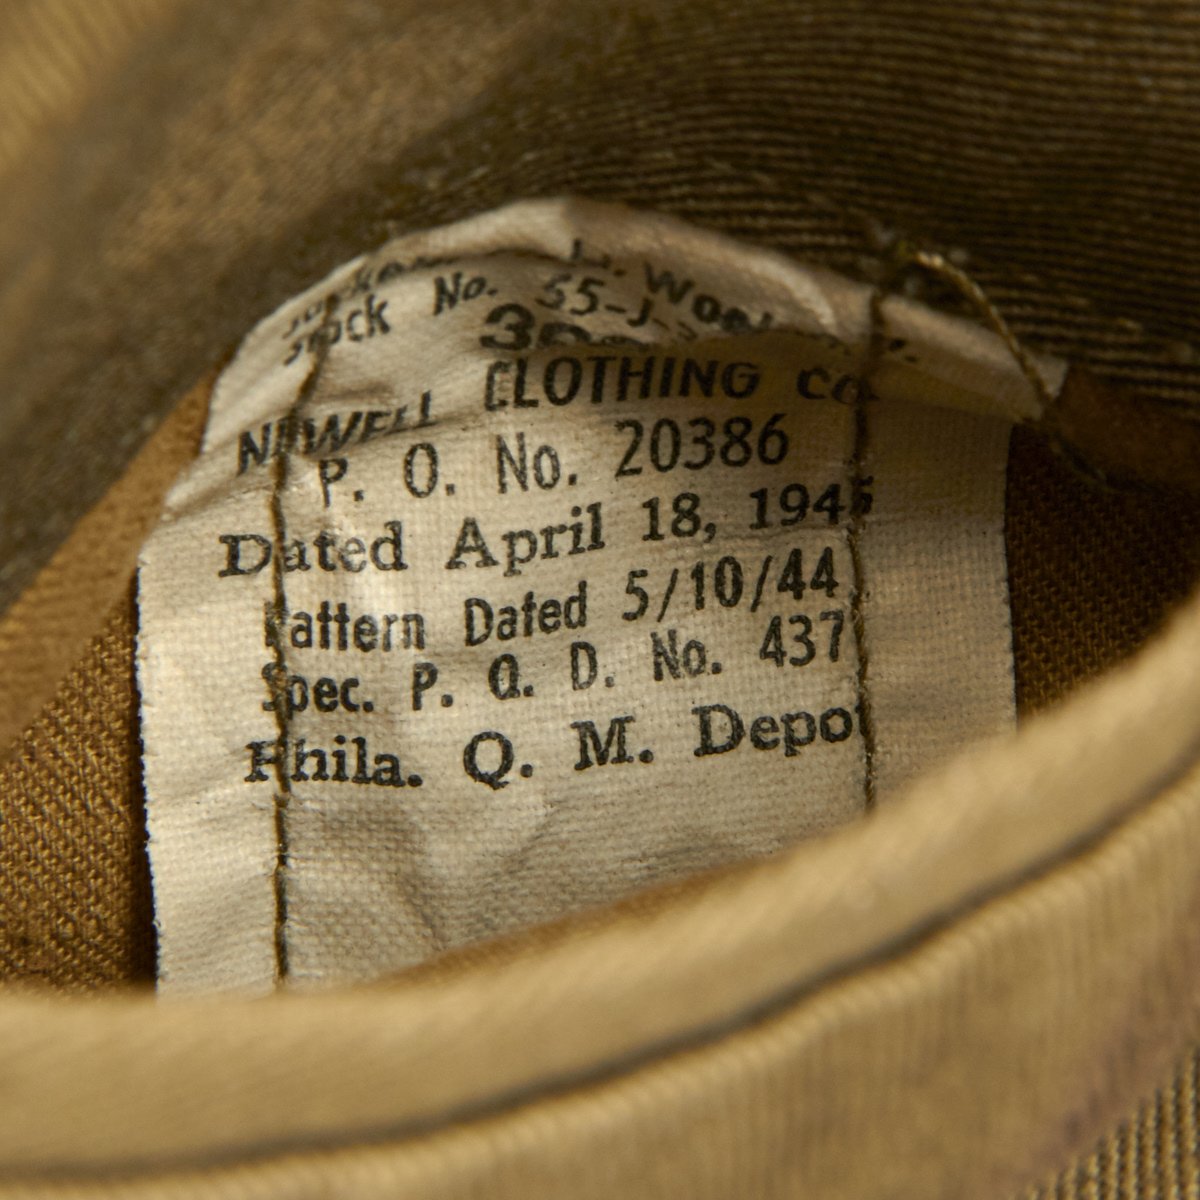 Stock No. 55-J-
CLOTHING Co.
NEWELL
P. O. No. 20386
Dated April 18, 1945
Pattern Dated 5/10/44
Spec. P. Q. D. No. 437
Phila. Q. M. Depot